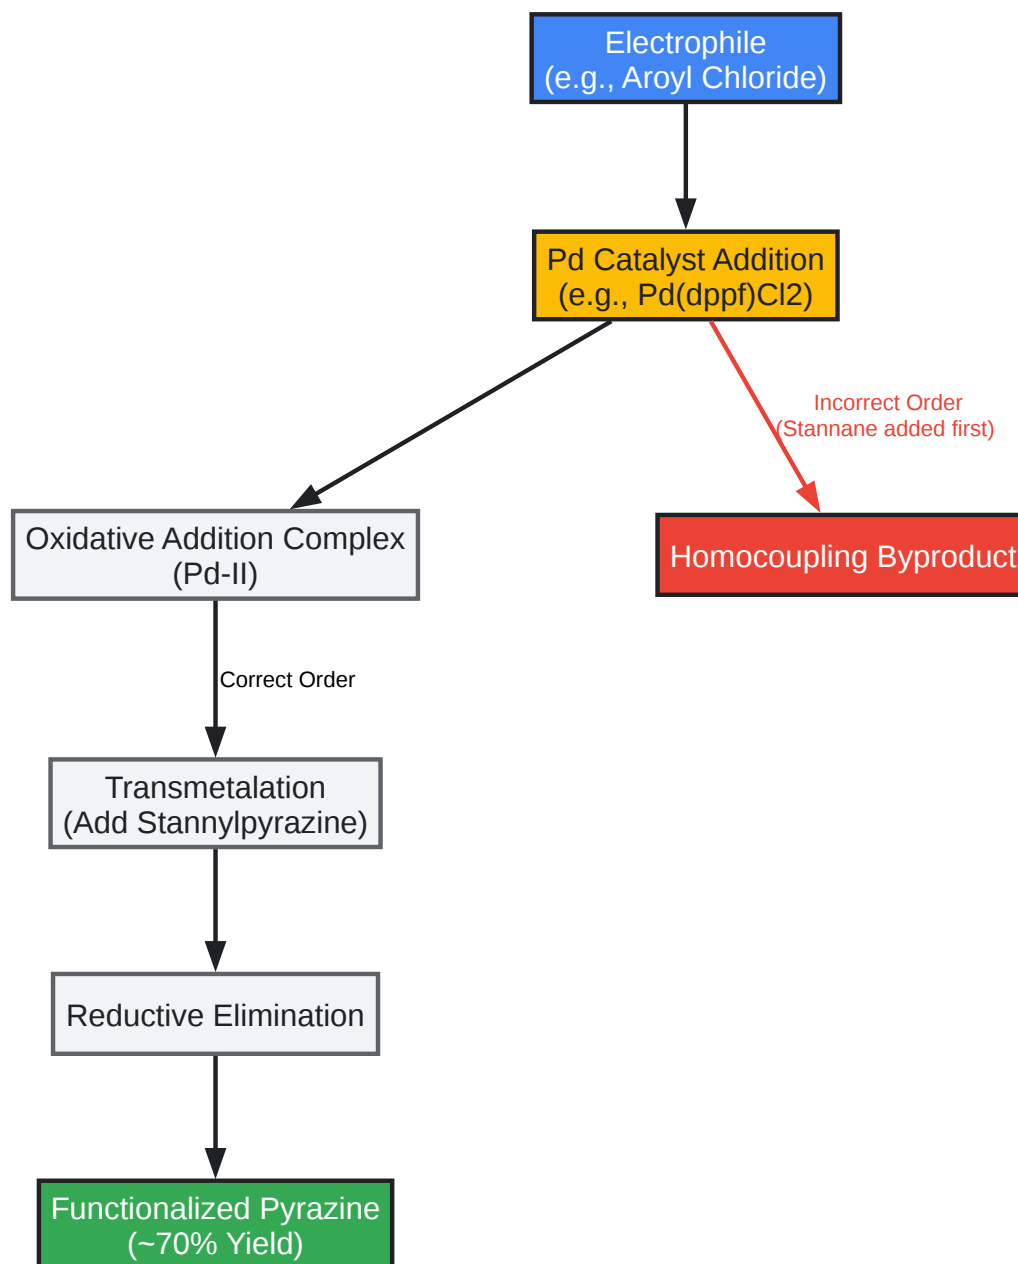 Electrophile
(e.g., Aroyl Chloride)
Pd Catalyst Addition
(e.g., Pd(dppf)Cl2)
Incorrect Order
(Stannane added first)
Oxidative Addition Complex
(Pd-II)
Homocoupling Byproduct
Correct Order
Transmetalation
(Add Stannylpyrazine)
Reductive Elimination
Functionalized Pyrazine
(~70% Yield)